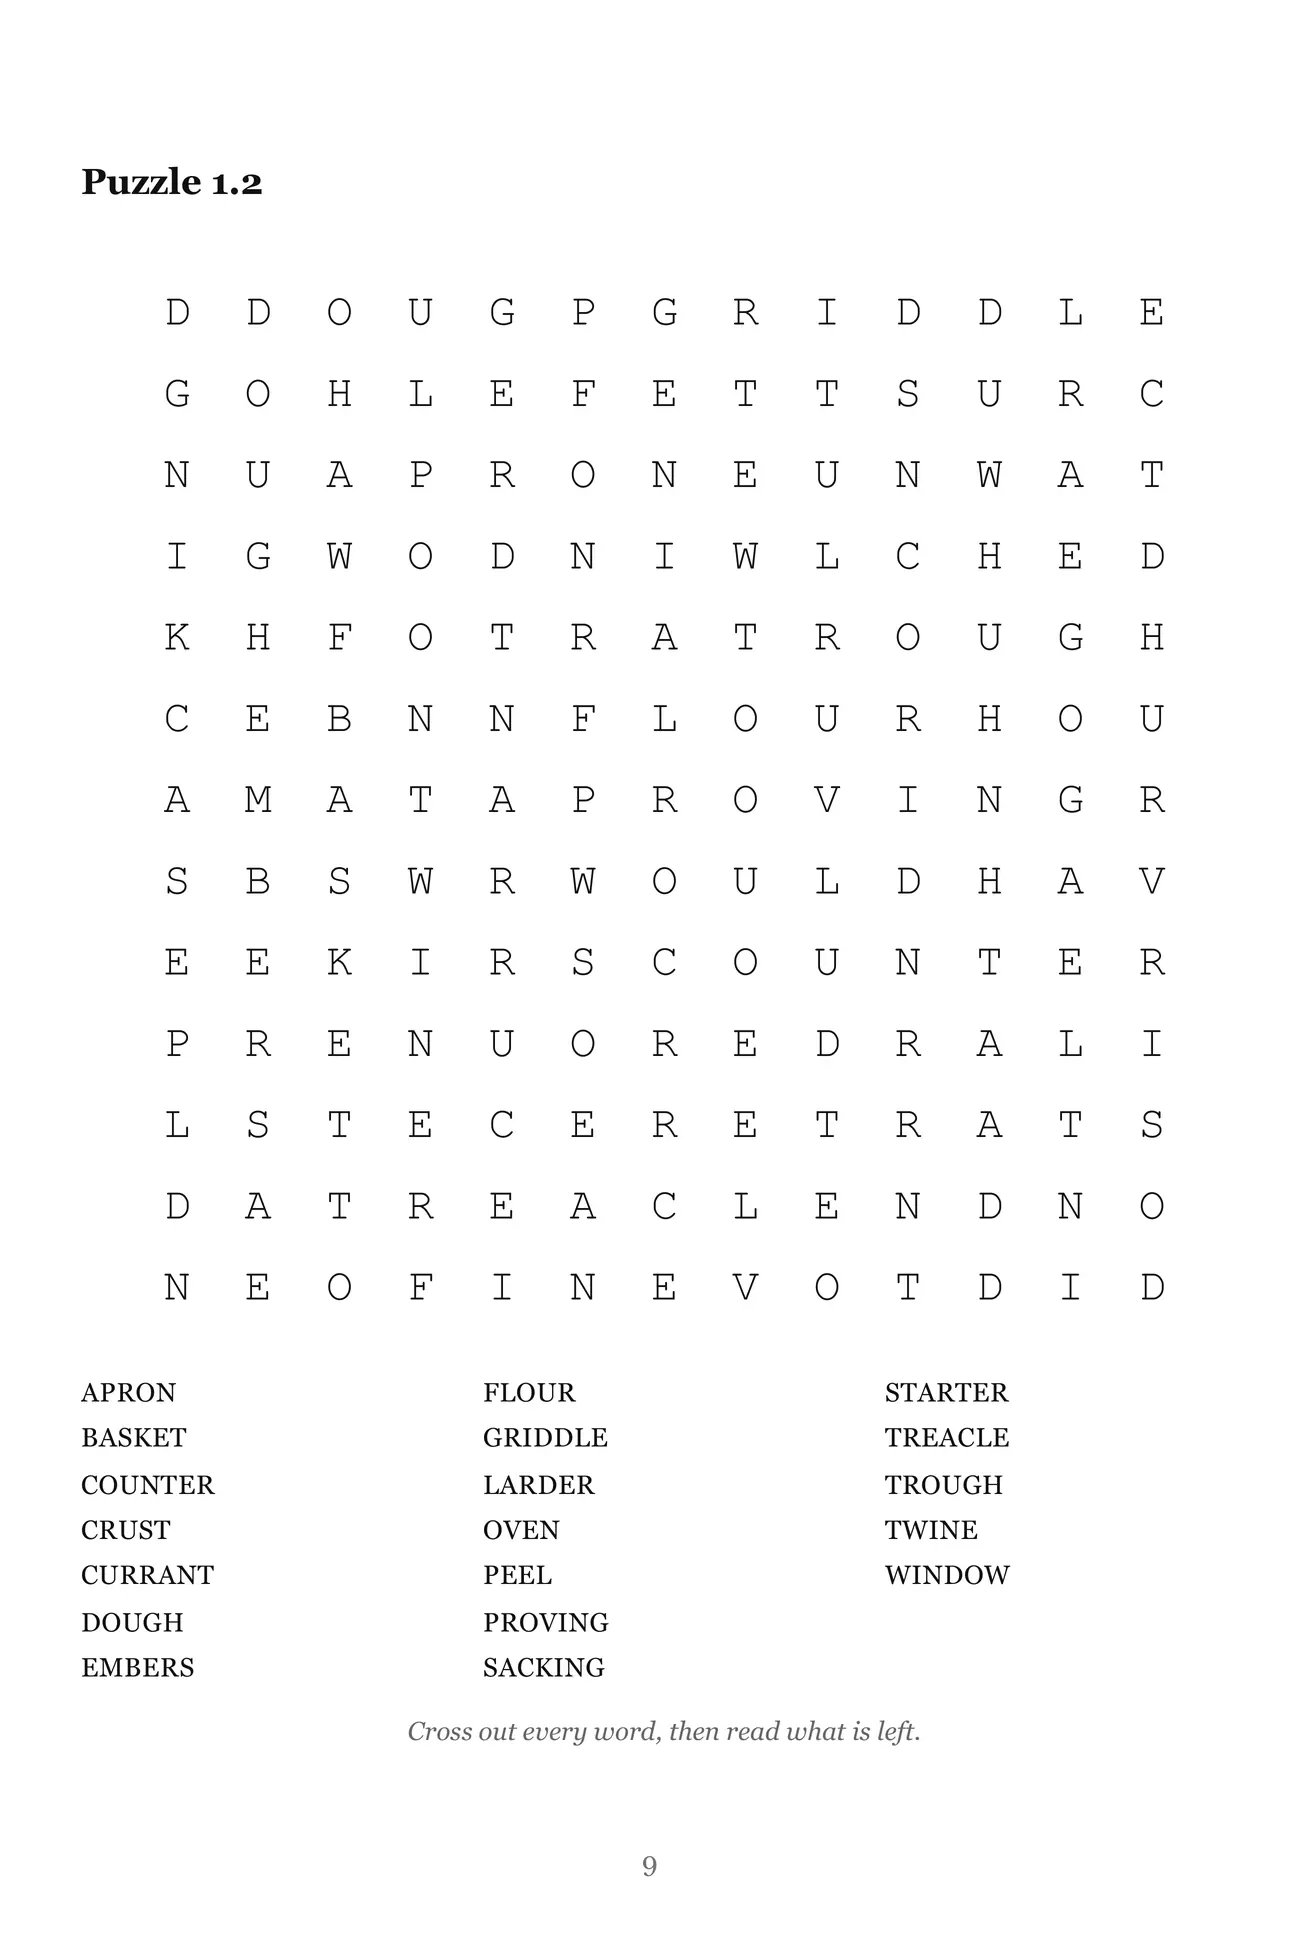 Puzzle 1.2
D D O U G P G R I D D L E
G O H L E F E T T S U R C
N U A P R O N E U N W A T
I G W O D N I W L C H E D
K H F O T R A T R O U G H
C E B N N F L O U R H O U
A M A T A P R O V I N G R
S B S W R W O U L D H A V
E E K I R S C O U N T E R
P R E N U O R E D R A L I
L S T E C E R E T R A T S
D A T R E A C L E N D N O
N E O F I N E V O T D I D
APRON FLOUR STARTER
BASKET GRIDDLE TREACLE
COUNTER LARDER TROUGH
CRUST OVEN TWINE
CURRANT PEEL WINDOW
DOUGH PROVING
EMBERS SACKING
Cross out every word, then read what is left.
9